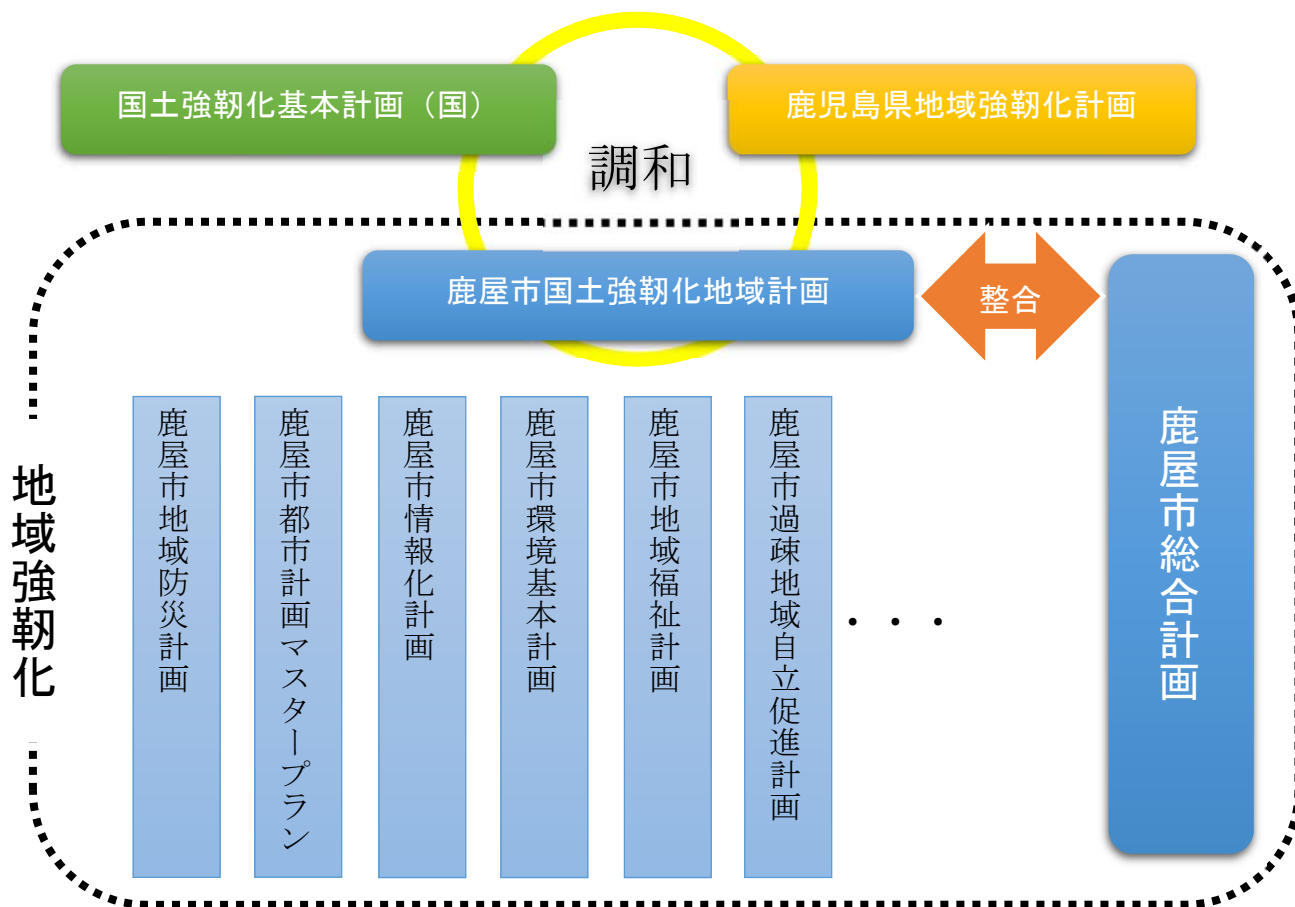 国土強靭化基本計画（国）
鹿児島県地域強靭化計画
調和
鹿屋市国土強靭化地域計画
整合
鹿屋市総合計画
地域強靭化
鹿屋市地域防災計画
鹿屋市都市計画マスタープラン
鹿屋市情報化計画
鹿屋市環境基本計画
鹿屋市地域福祉計画
鹿屋市過疎地域自立促進計画
・・・